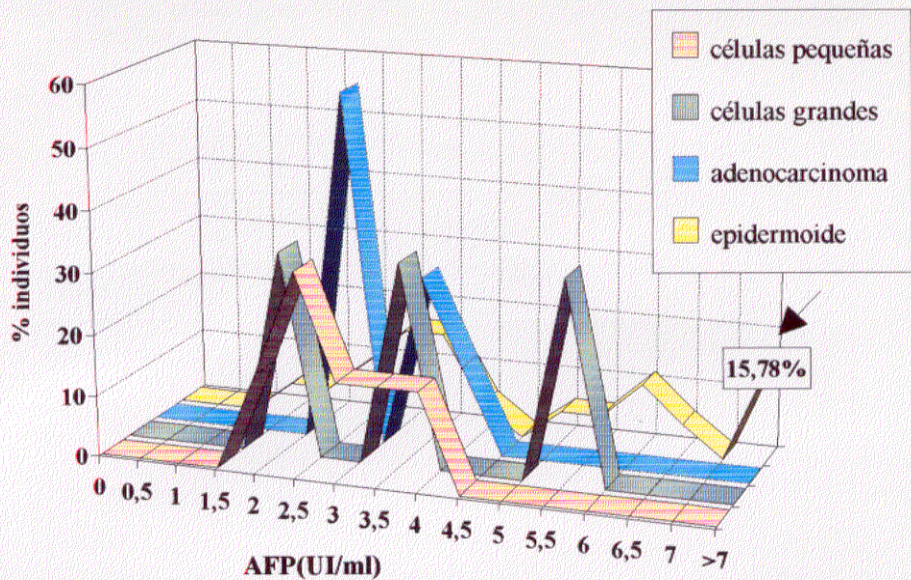 células pequeñas
células grandes
adenocarcinoma
epidermoide
60
50
40
30
20
10
0
% individuos
15,78%
0 0,5 1 1,5 2 2,5 3 3,5 4 4,5 5 5,5 6 6,5 7 >7
AFP(UI/ml)